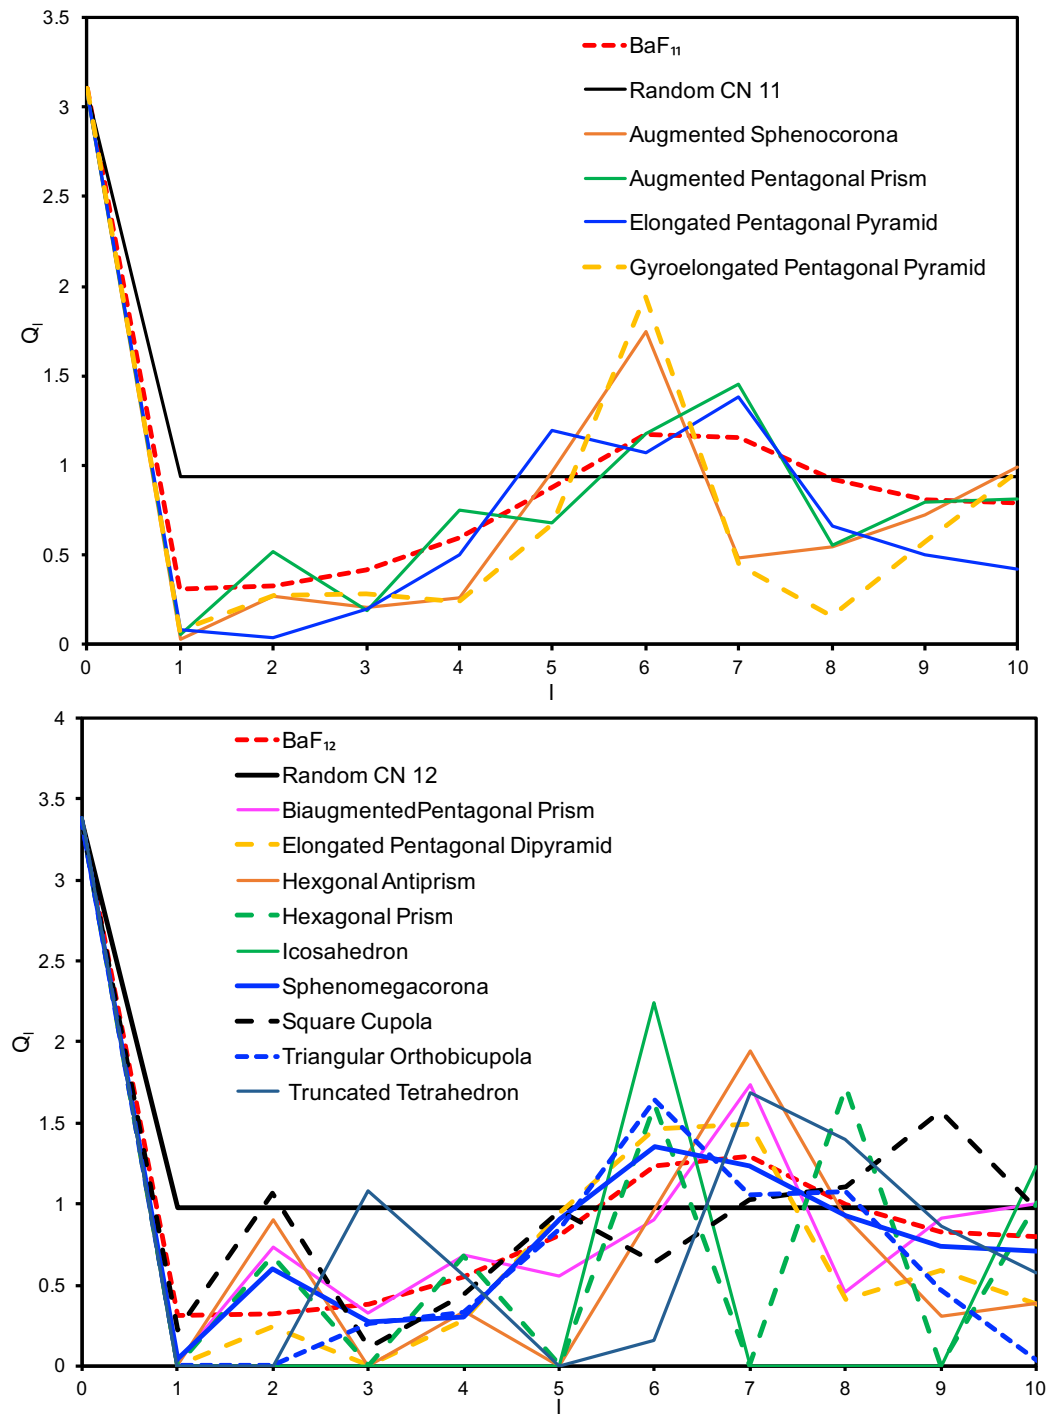 3.5
3
2.5
2
1.5
1
0.5
0
Q_l
BaF₁₁
Random CN 11
Augmented Sphenocorona
Augmented Pentagonal Prism
Elongated Pentagonal Pyramid
Gyroelongated Pentagonal Pyramid
0 1 2 3 4 5 6 7 8 9 10
l
4
3.5
3
2.5
2
1.5
1
0.5
0
Q_l
BaF₁₂
Random CN 12
BiaugmentedPentagonal Prism
Elongated Pentagonal Dipyramid
Hexgonal Antiprism
Hexagonal Prism
Icosahedron
Sphenomegacorona
Square Cupola
Triangular Orthobicupola
Truncated Tetrahedron
0 1 2 3 4 5 6 7 8 9 10
l